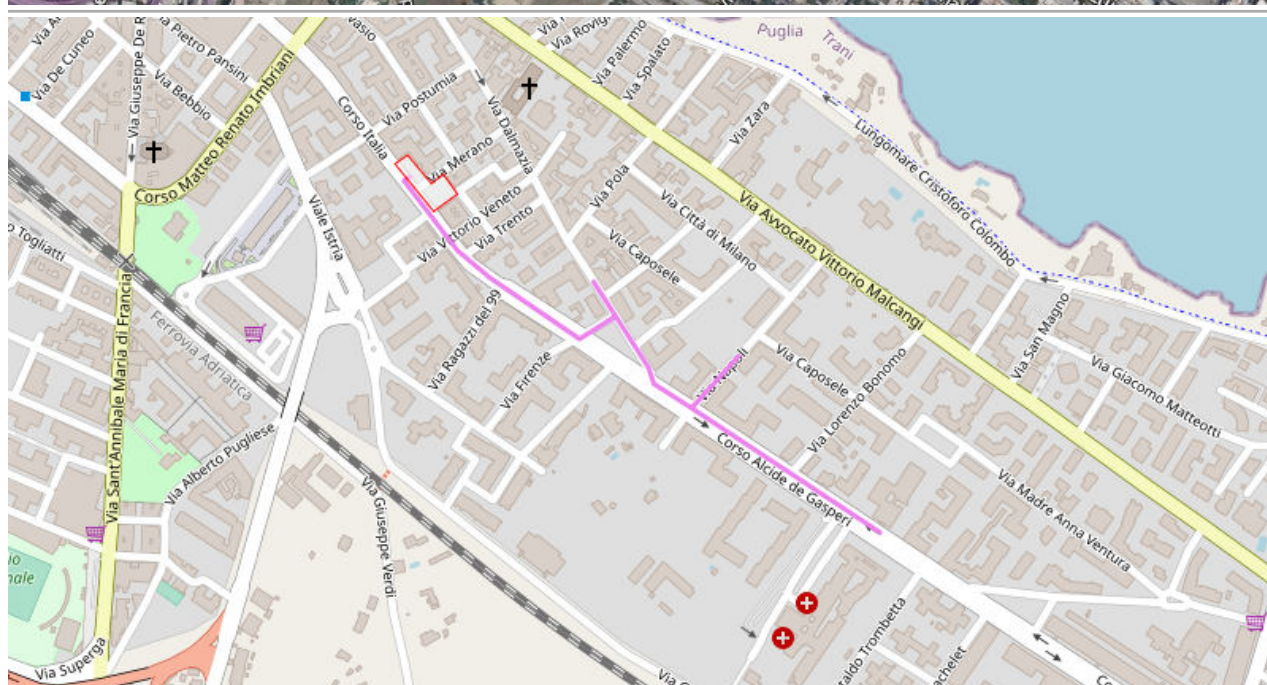 Via De Cuneo
Via Pietro Pansini
Via Bebbio
Via Giuseppe De R
Corso Matteo Renato Imbriani
Corso Italia
Via Postumia
Via Dalmazia
Via Merano
Via Rovig
Via Palermo
Via Spalato
Via Zara
Puglia
Trani
Lungomare Cristoforo Colombo
Via Pola
Via Città di Milano
Via Avvocato Vittorio Malcangi
Via Vittorio Veneto
Via Trento
Via Caposele
Viale Istria
Togliatti
Via Sant'Annibale Maria di Francia
Ferrovia Adriatica
Via Ragazzi del 99
Via Firenze
Via Napoli
Via San Magno
Via Caposele
Via Lorenzo Bonomo
Via Giacomo Matteotti
Via Alberto Pugliese
Corso Alcide de Gasperi
Via Giuseppe Verdi
Via Madre Anna Ventura
Via Superga
raldo Trombetta
achelet